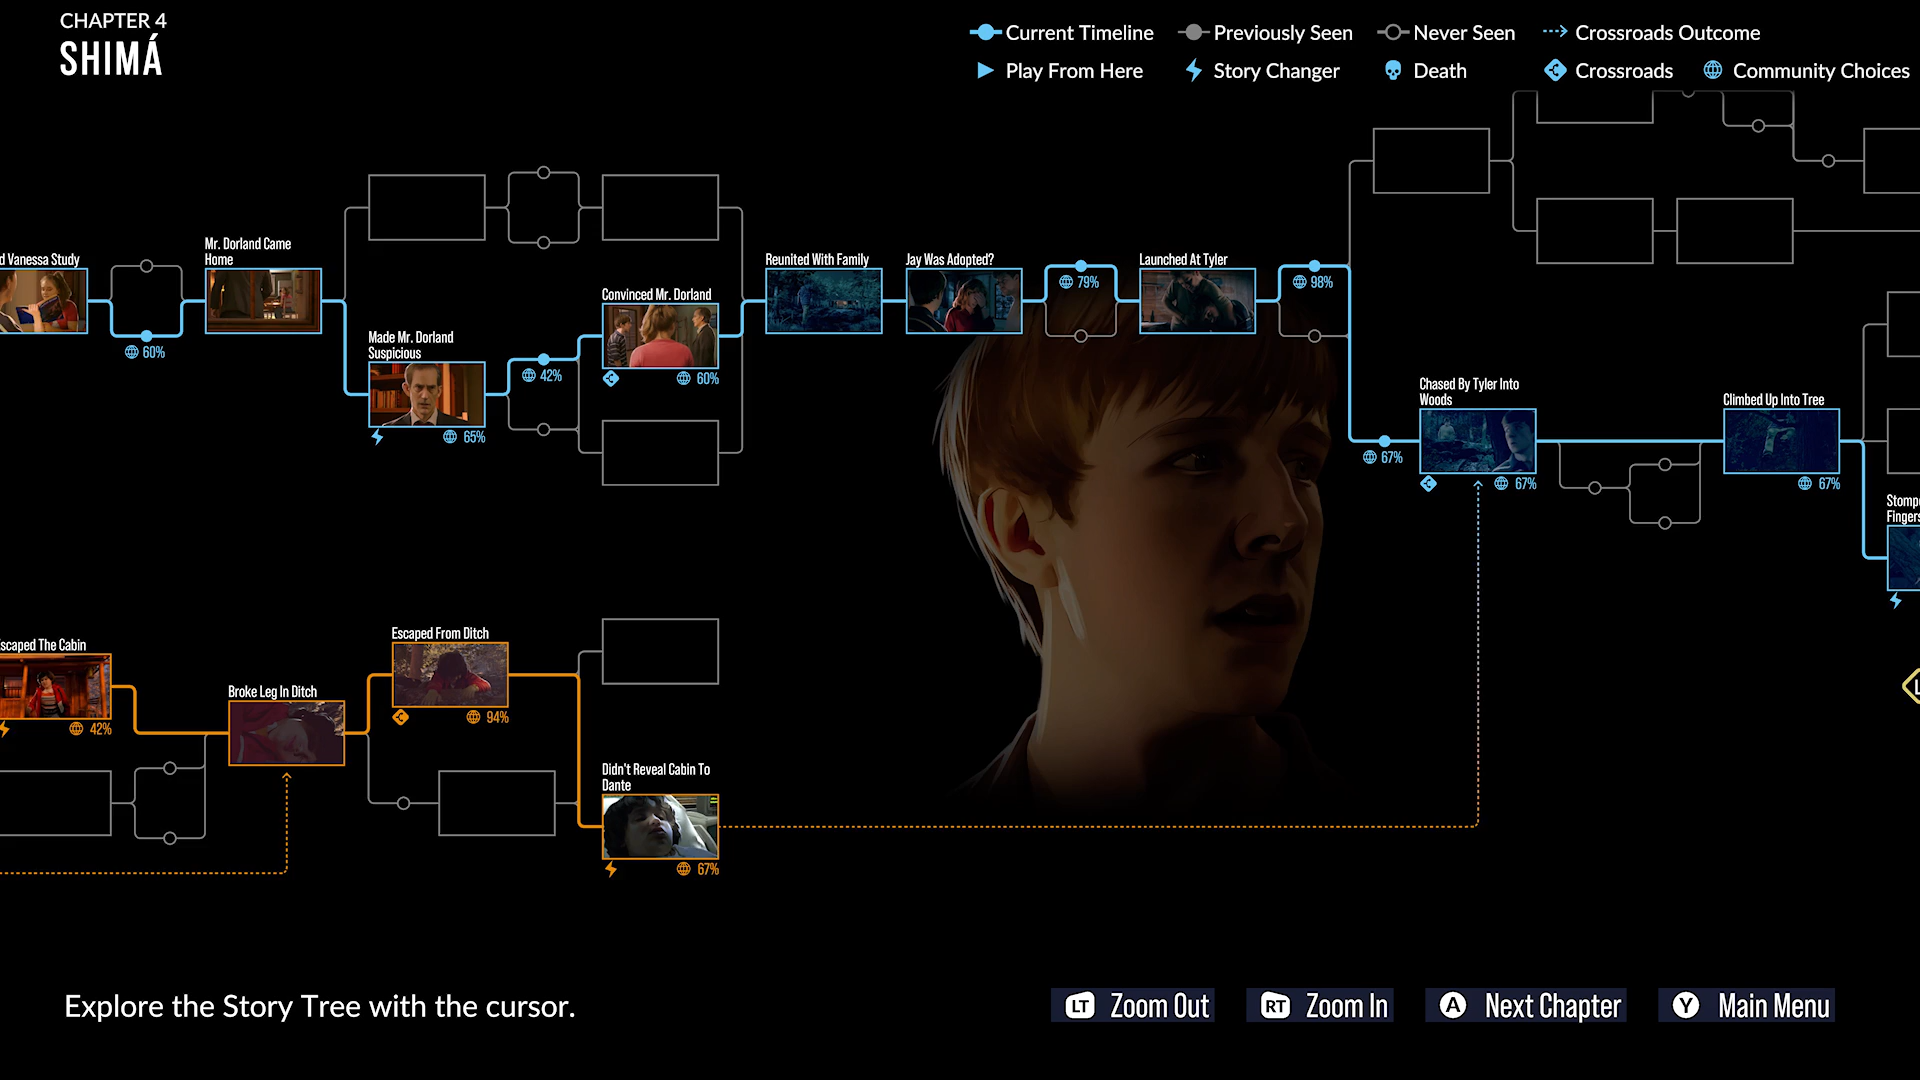 CHAPTER 4
SHIMÁ
Current Timeline
Previously Seen
Never Seen
Crossroads Outcome
Play From Here
Story Changer
Death
Crossroads
Community Choices
d Vanessa Study
60%
Mr. Dorland Came
Home
Made Mr. Dorland
Suspicious
65%
42%
Convinced Mr. Dorland
60%
Reunited With Family
Jay Was Adopted?
79%
Launched At Tyler
98%
67%
Chased By Tyler Into
Woods
67%
Climbed Up Into Tree
67%
Stomp
Fingers
scaped The Cabin
42%
Broke Leg In Ditch
Escaped From Ditch
94%
Didn't Reveal Cabin To
Dante
67%
L
Explore the Story Tree with the cursor.
LT Zoom Out
RT Zoom In
A Next Chapter
Y Main Menu